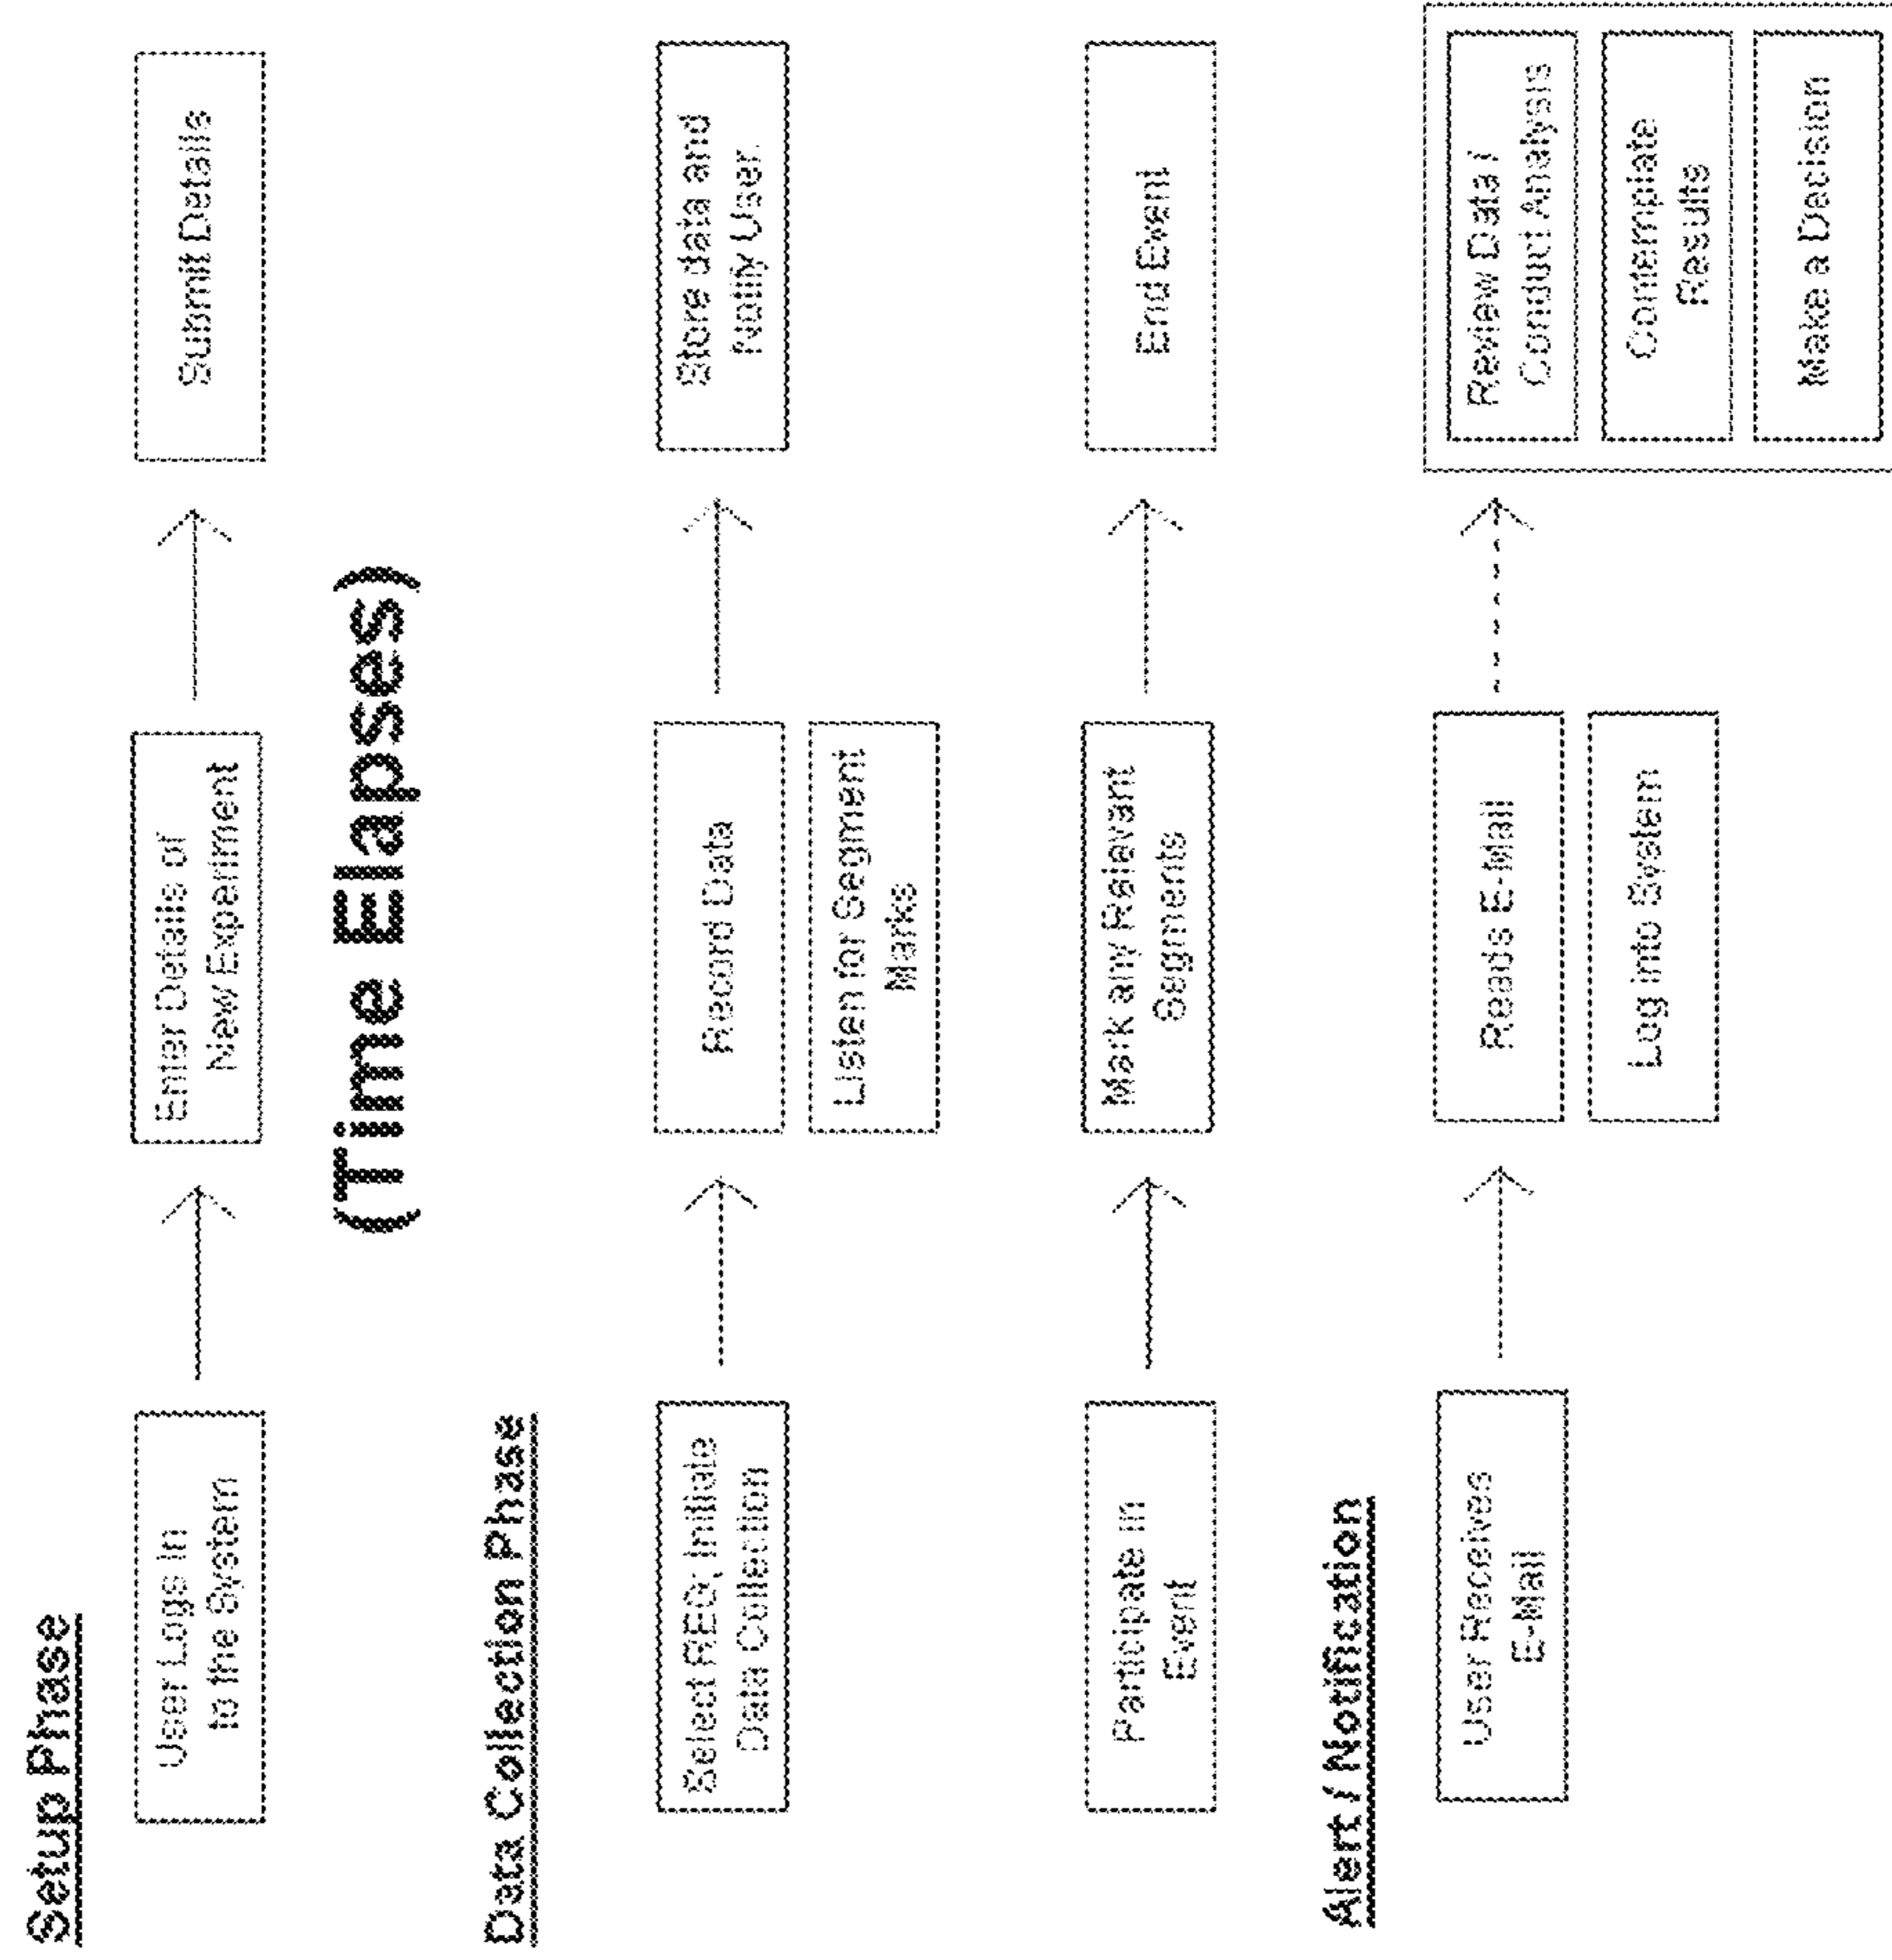 Setup Phase
User Logs In
to the System
Enter Details of
New Experiment
Submit Details
(Time Elapses)
Data Collection Phase
Select REQ; Initiate
Data Collection
Record Data
Listen for Segment
Marks
Store data and
Notify User.
Participate in
Event
Mark any Relevant
Segments
End Event
Alert / Notification
User Receives
E-Mail
Reads E-Mail
Log into System
Review Data /
Conduct Analysis
Contemplate
Results
Make a Decision